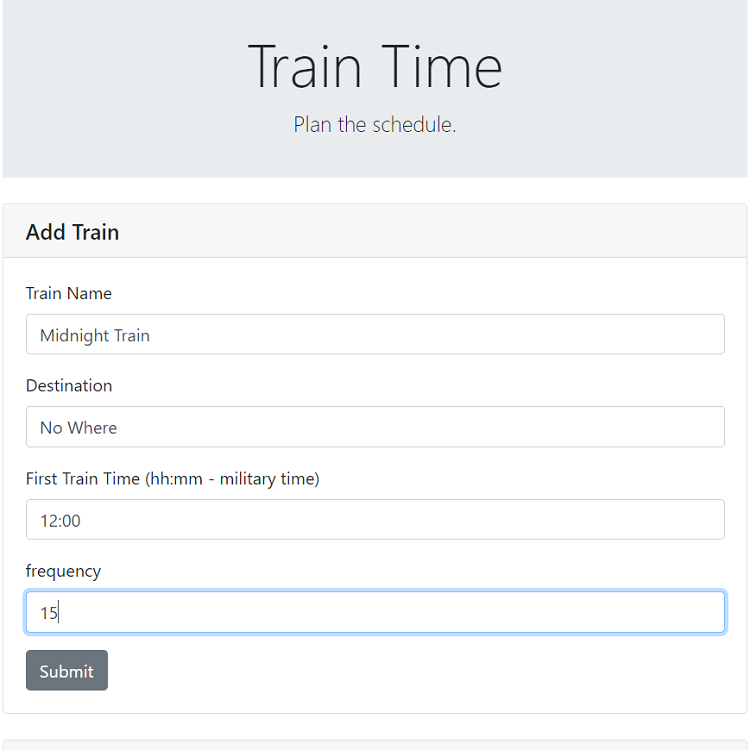 Train Time
Plan the schedule.
Add Train
Train Name
Midnight Train
Destination
No Where
First Train Time (hh:mm - military time)
12:00
frequency
15
Submit